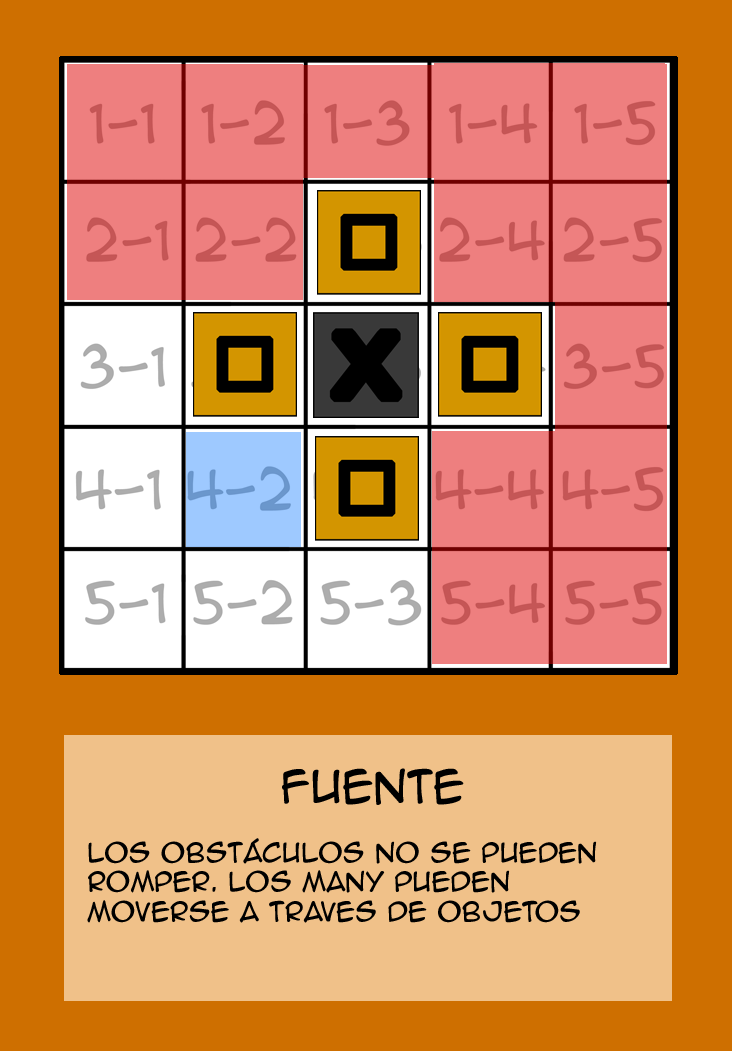 1-1 1-2 1-3 1-4 1-5
2-1 2-2 2-4 2-5
3-1 X 3-5
4-1 4-2 4-4 4-5
5-1 5-2 5-3 5-4 5-5
FUENTE
LOS OBSTÁCULOS NO SE PUEDEN
ROMPER. LOS MANY PUEDEN
MOVERSE A TRAVES DE OBJETOS